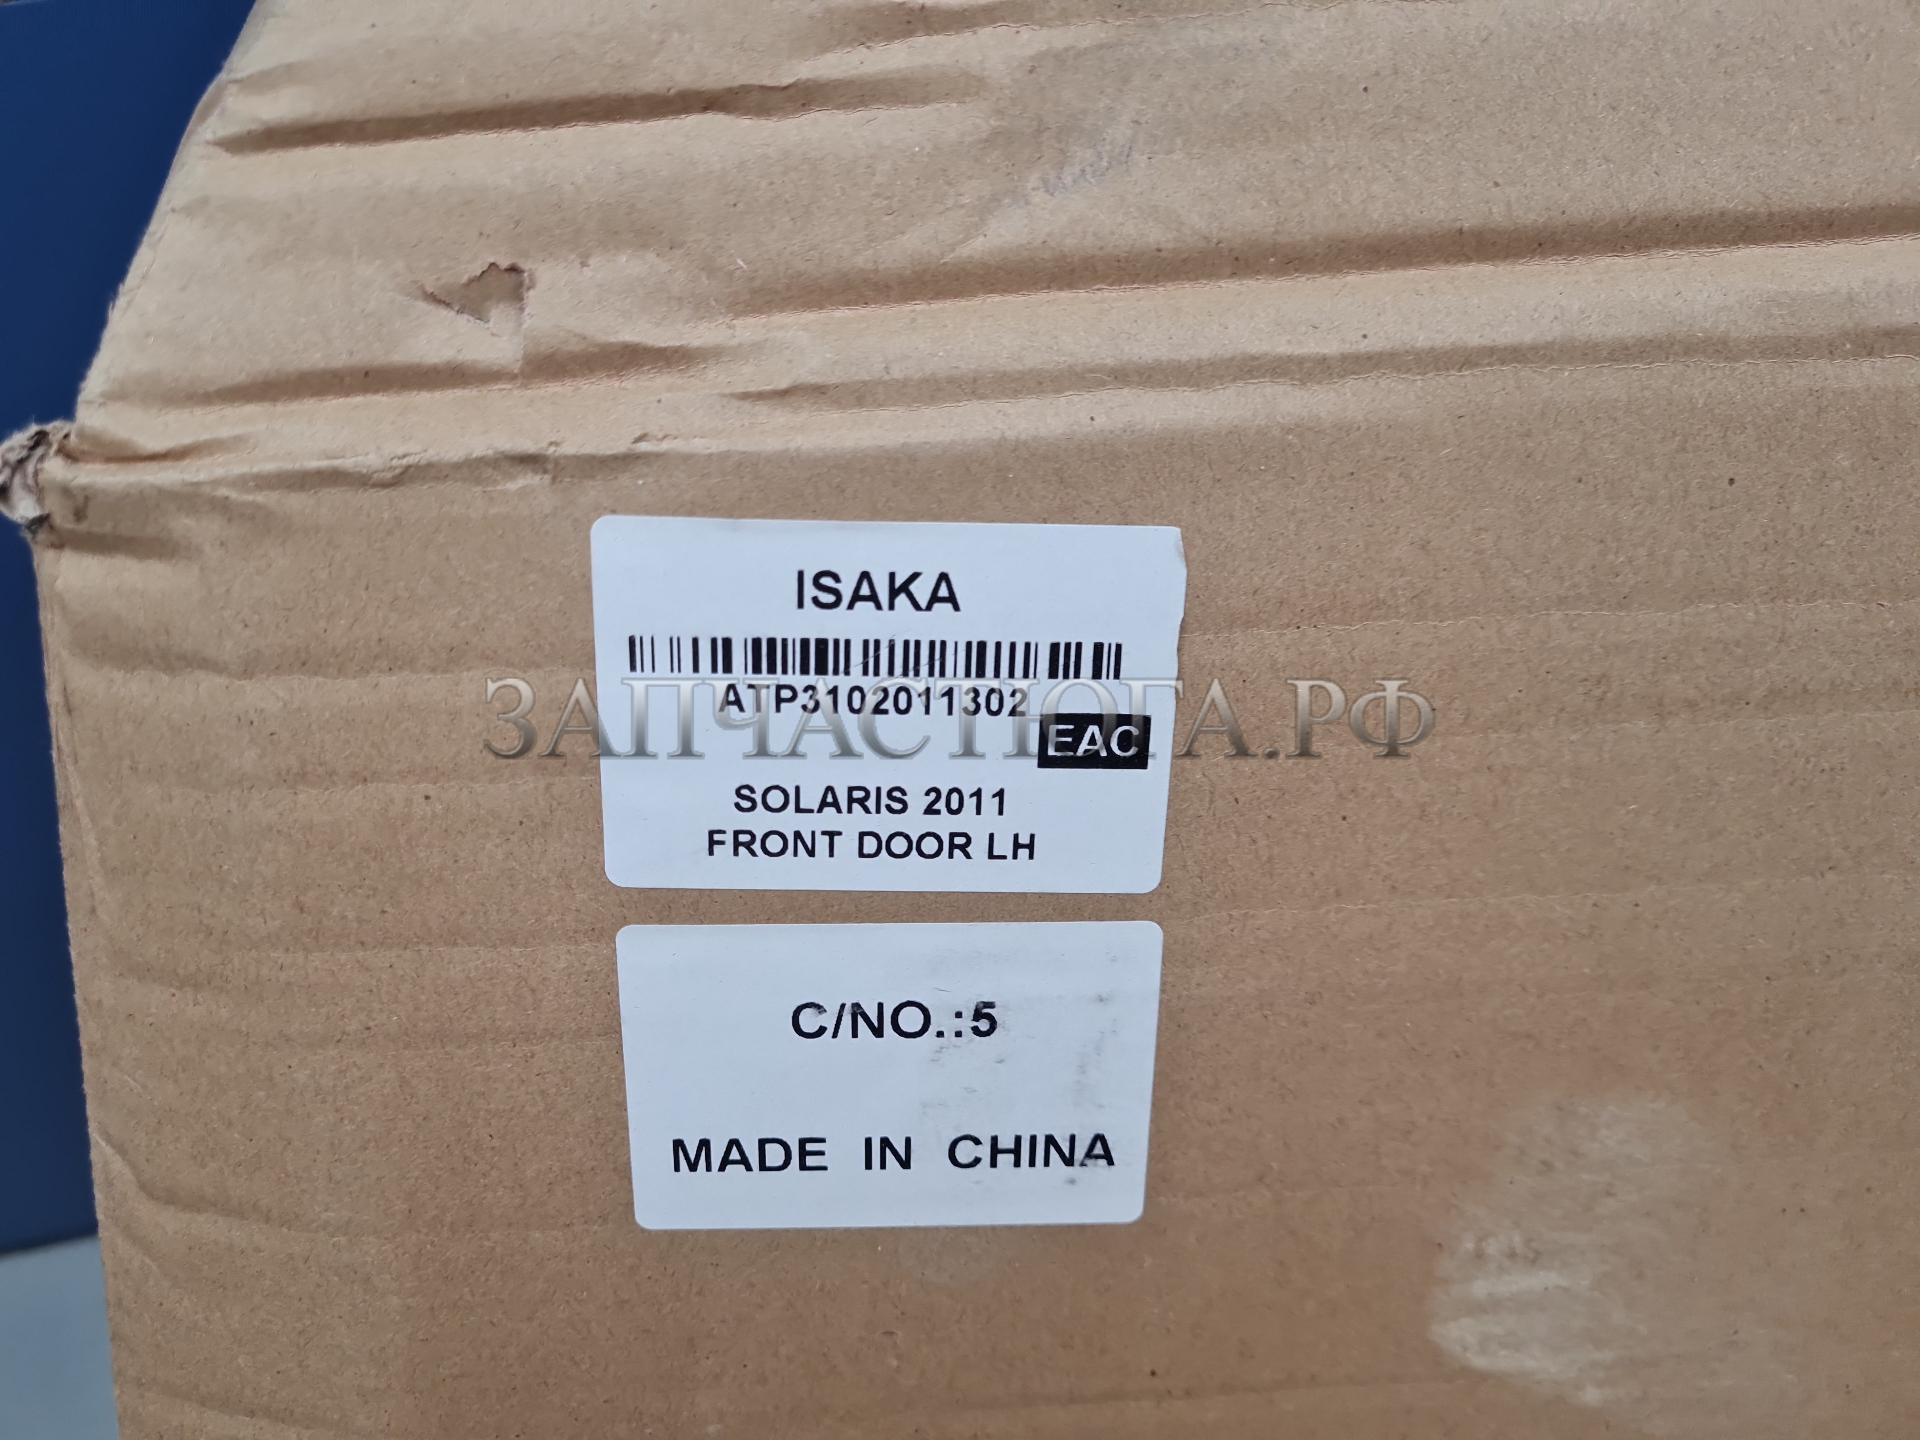 ISAKA
ATP3102011302
ЗАПЧАСТЮГА.РФ
EAC
SOLARIS 2011
FRONT DOOR LH
C/NO.:5
MADE IN CHINA